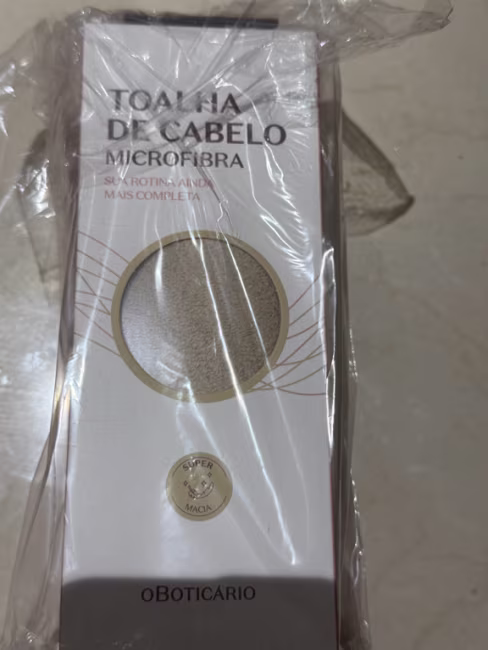 TOALHA
DE CABELO
MICROFIBRA
SUA ROTINA AINDA
MAIS COMPLETA
SUPER
MACIA
oBOTICÁRIO